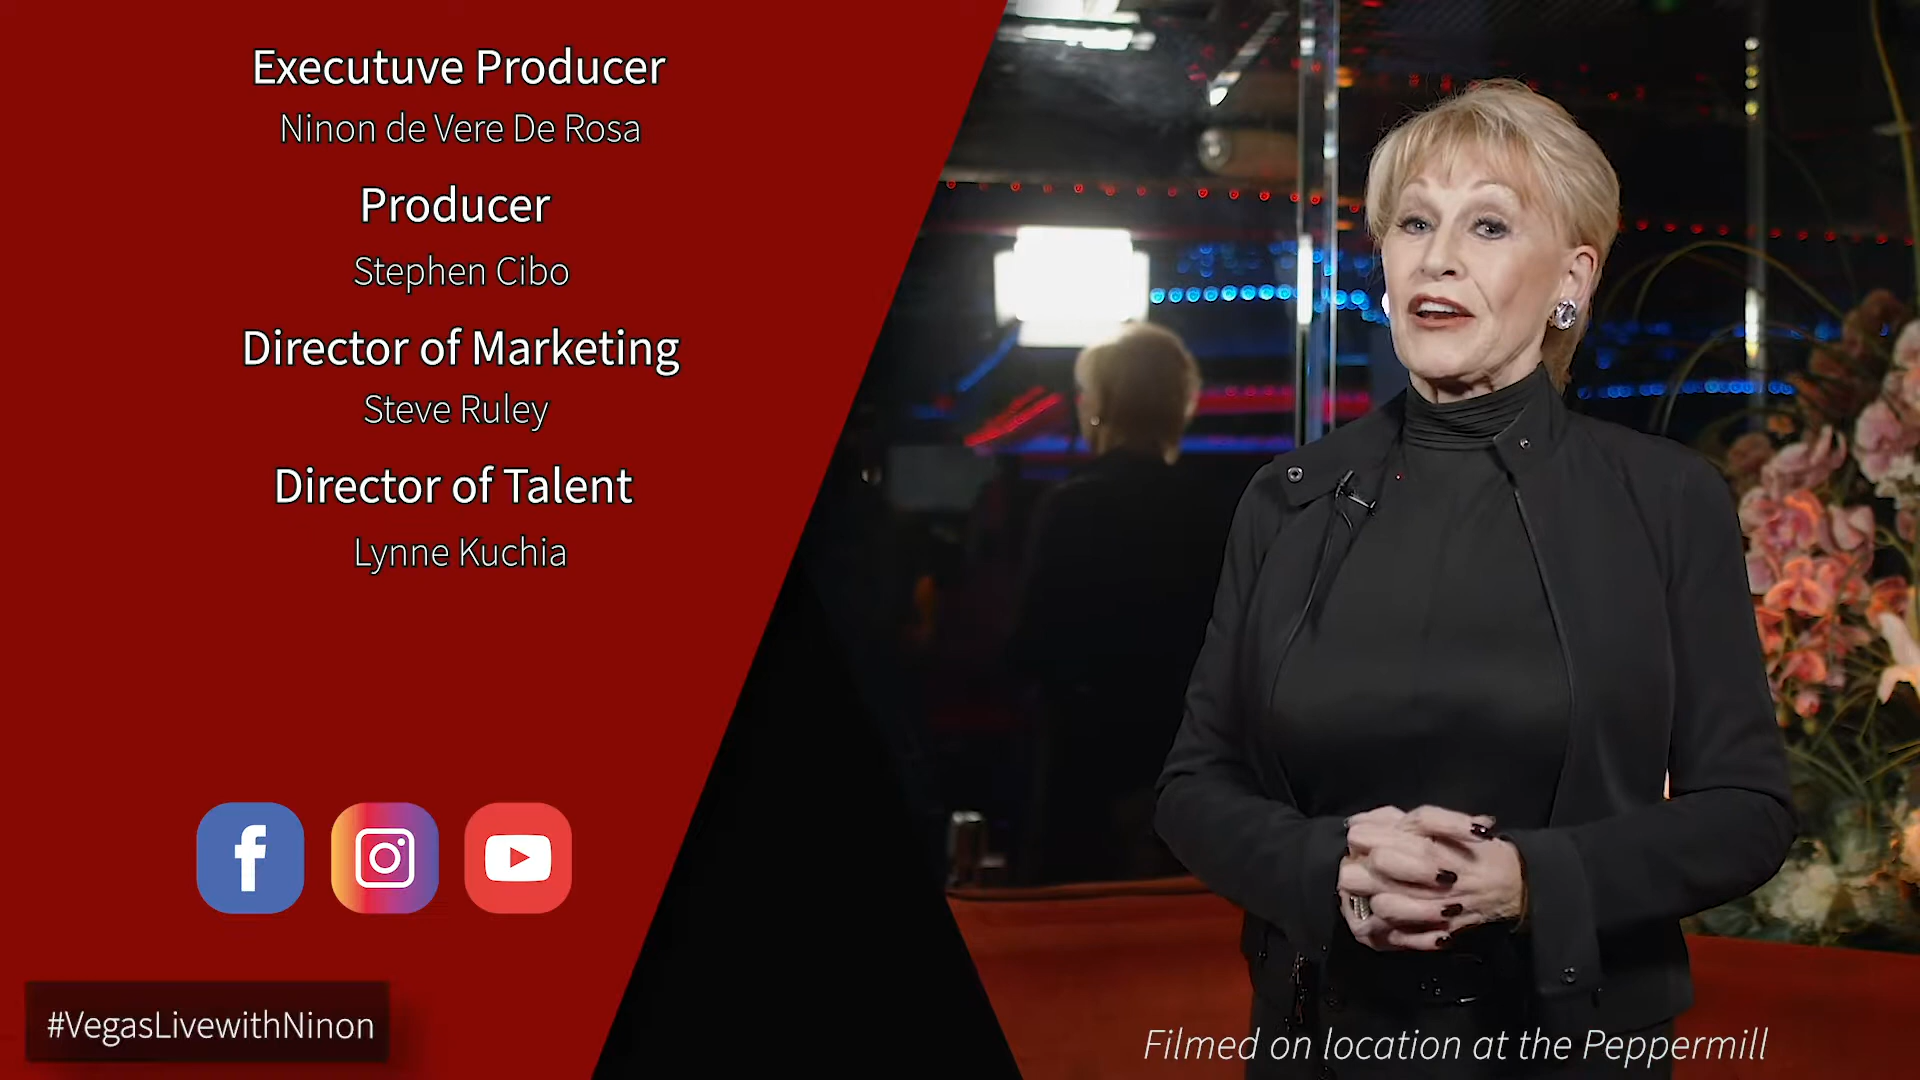 Executuve Producer
Ninon de Vere De Rosa
Producer
Stephen Cibo
Director of Marketing
Steve Ruley
Director of Talent
Lynne Kuchia
#VegasLivewithNinon
Filmed on location at the Peppermill